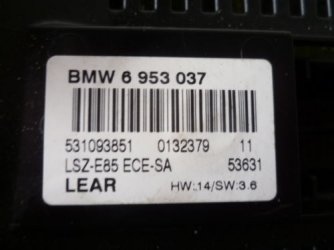 BMW 6 953 037
531093851 0132379 11
LSZ-E85 ECE-SA 53631
LEAR HW:14/SW:3.6